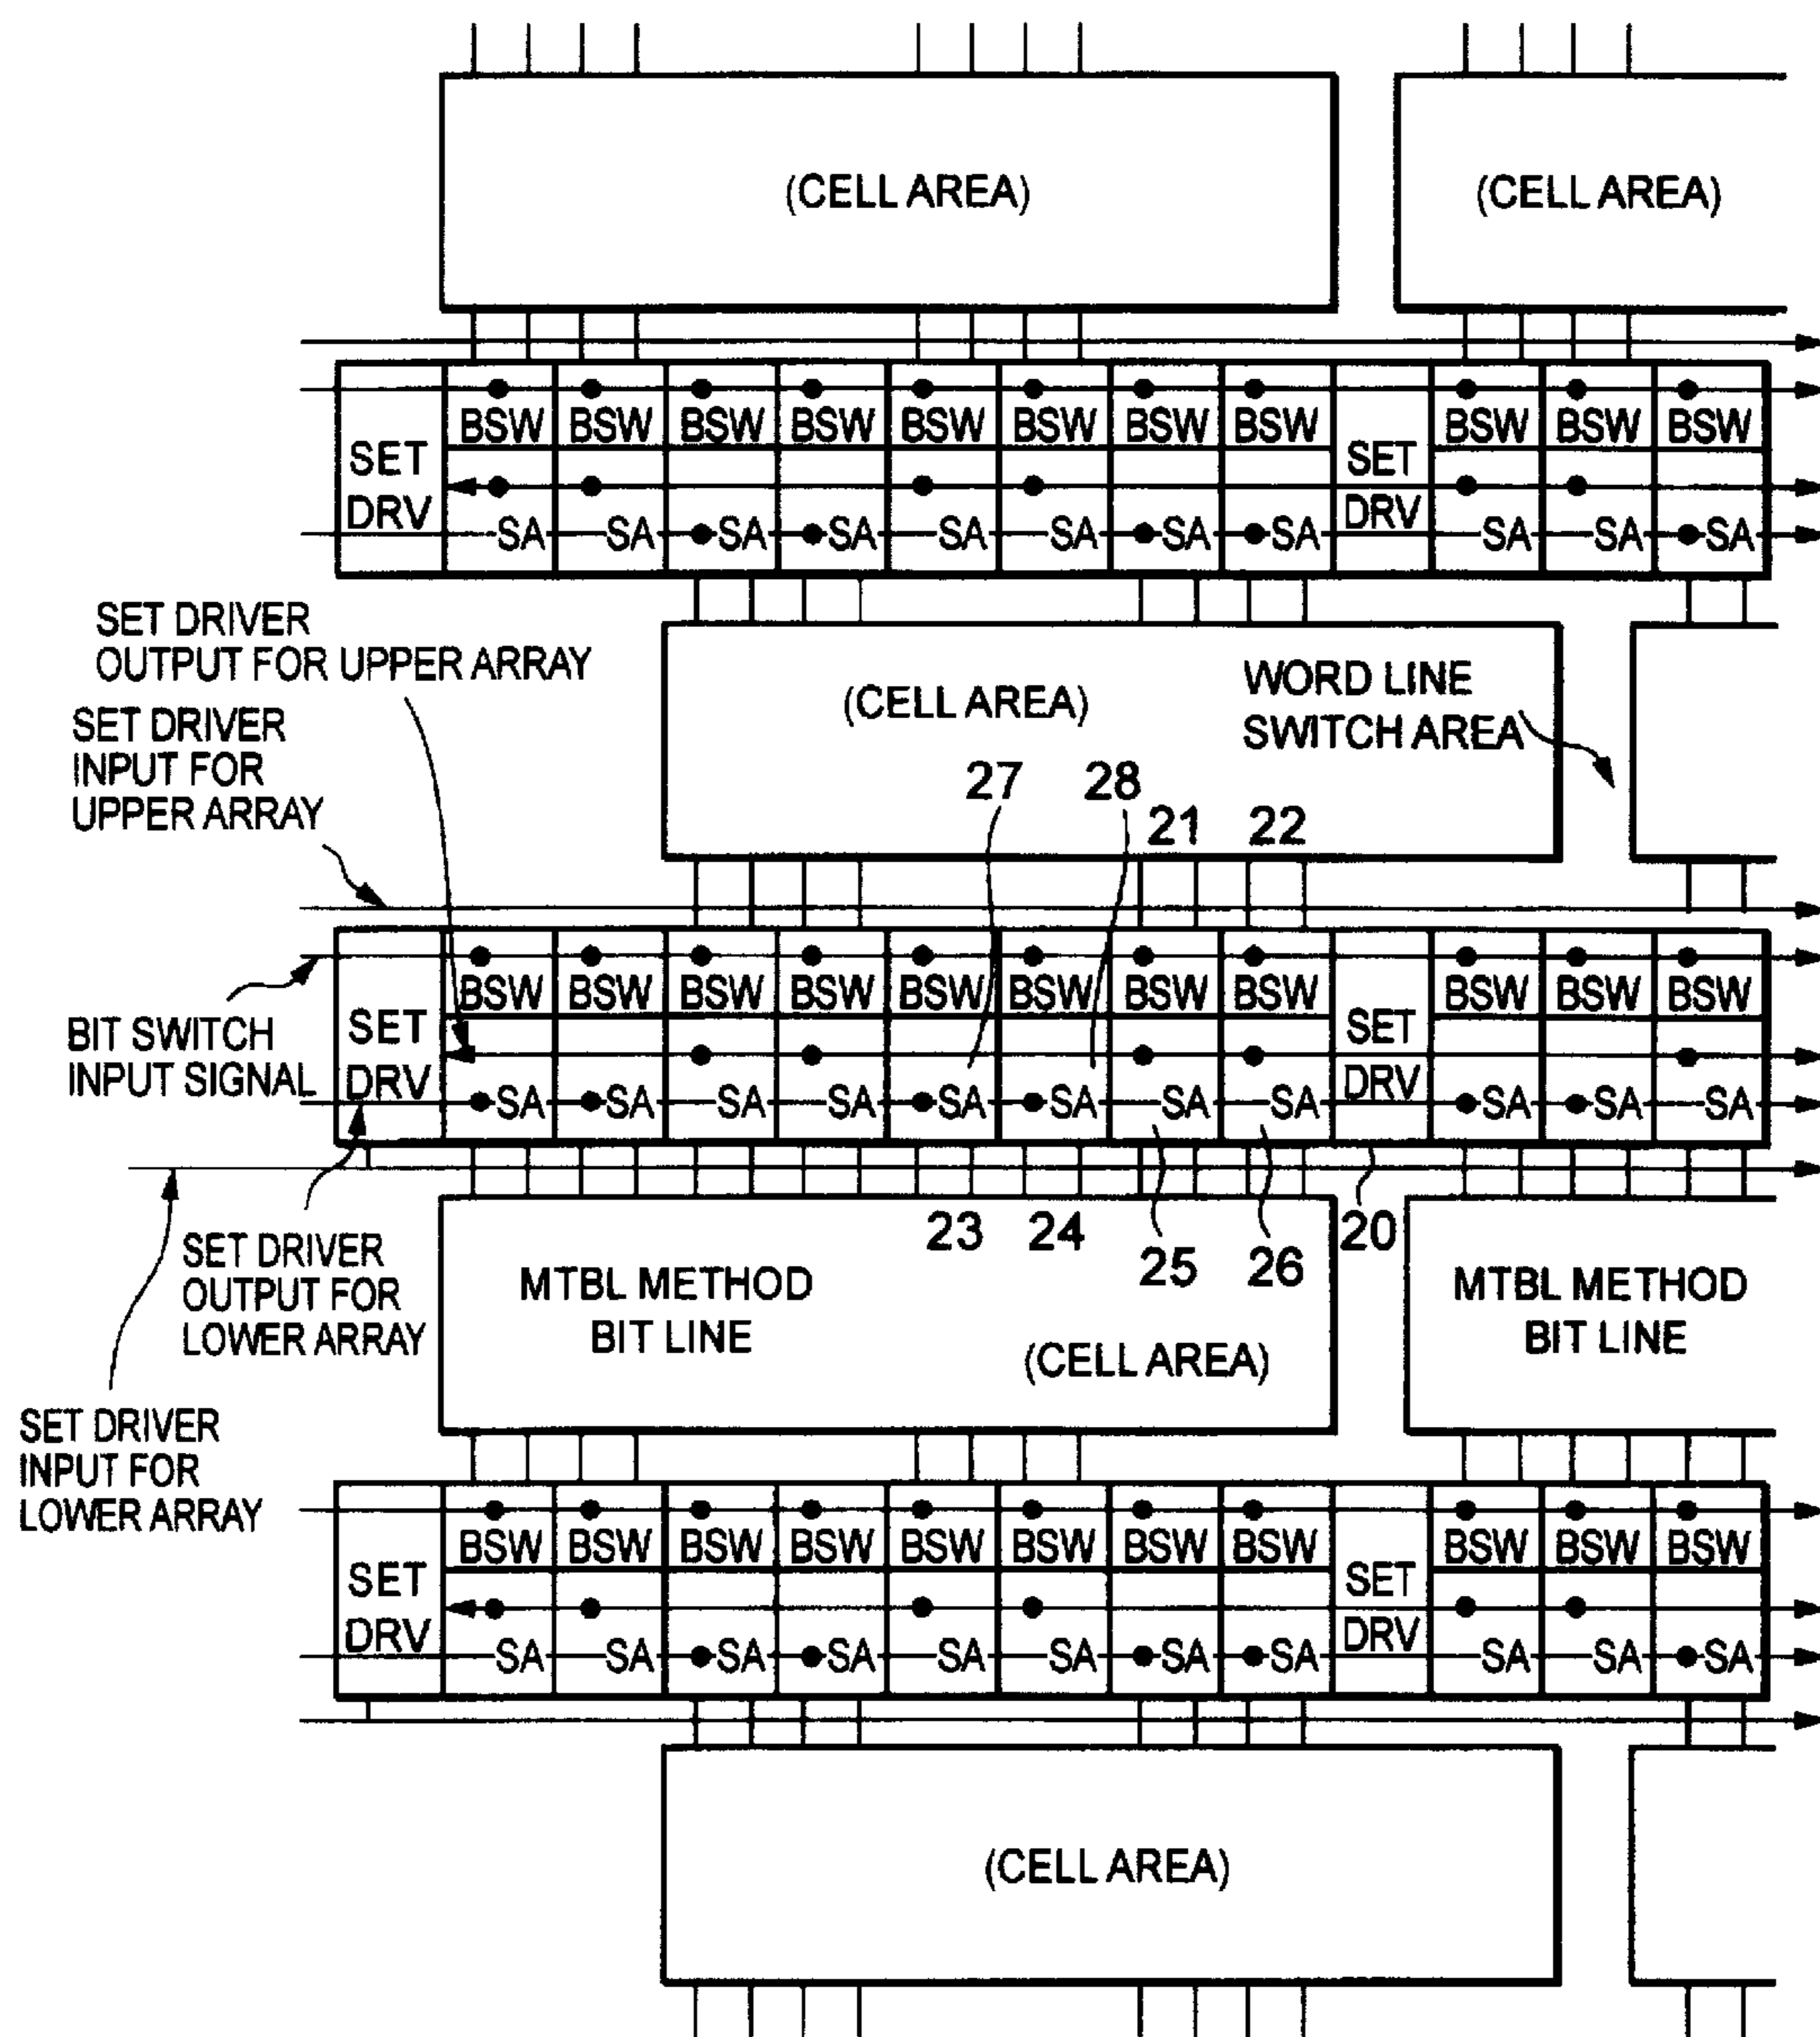 (CELL AREA) (CELL AREA)
BSW BSW BSW BSW BSW BSW BSW BSW BSW BSW BSW
SET SET
DRV DRV
SA SA SA SA SA SA SA SA SA SA SA
SET DRIVER
OUTPUT FOR UPPER ARRAY
SET DRIVER
INPUT FOR
UPPER ARRAY
(CELL AREA)
WORD LINE
SWITCH AREA
27 28 21 22
BSW BSW BSW BSW BSW BSW BSW BSW BSW BSW BSW
SET SET
DRV DRV
SA SA SA SA SA SA SA SA SA SA SA
BIT SWITCH
INPUT SIGNAL
23 24 25 26 20
SET DRIVER
OUTPUT FOR
LOWER ARRAY
MTBL METHOD
BIT LINE
(CELL AREA)
MTBL METHOD
BIT LINE
SET DRIVER
INPUT FOR
LOWER ARRAY
BSW BSW BSW BSW BSW BSW BSW BSW BSW BSW BSW
SET SET
DRV DRV
SA SA SA SA SA SA SA SA SA SA SA
(CELL AREA)